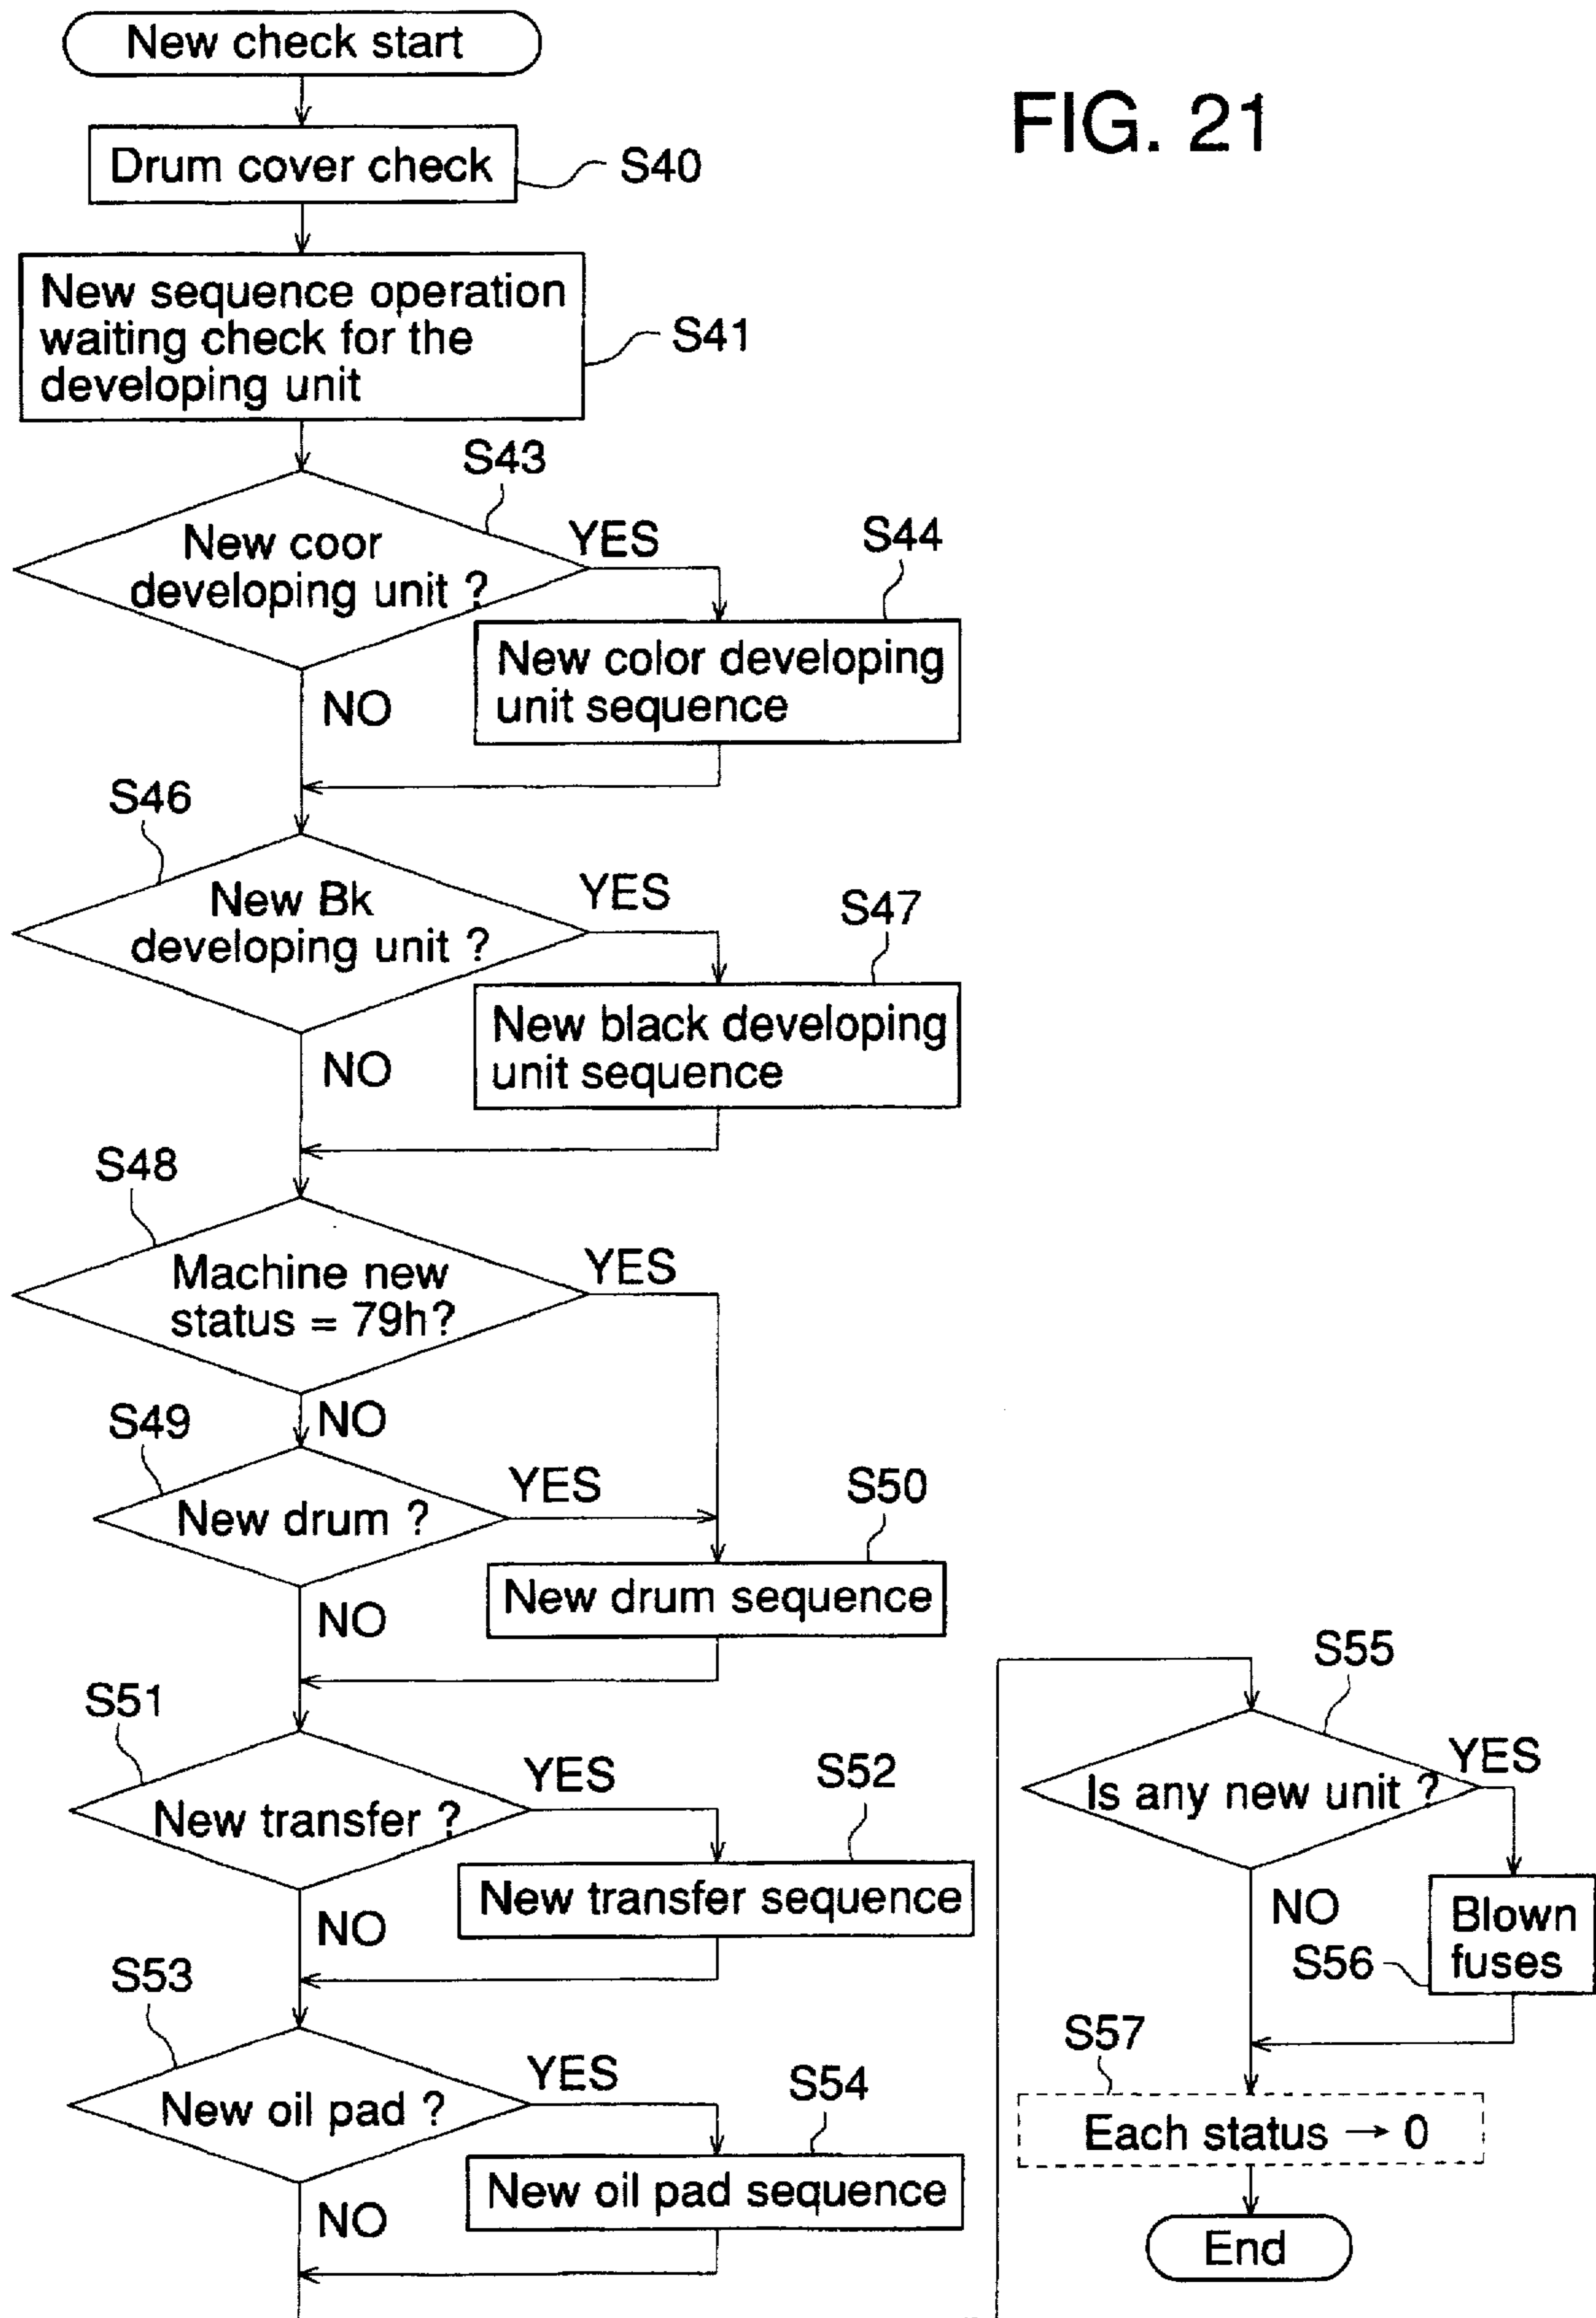 New check start
FIG. 21
Drum cover check
S40
New sequence operation
waiting check for the
developing unit
S41
S43
New coor
developing unit ?
YES
S44
New color developing
unit sequence
NO
S46
New Bk
developing unit ?
YES
S47
New black developing
unit sequence
NO
S48
Machine new
status = 79h?
YES
NO
S49
New drum ?
YES
S50
New drum sequence
NO
S51
New transfer ?
YES
S52
New transfer sequence
NO
S53
New oil pad ?
YES
S54
New oil pad sequence
NO
S55
Is any new unit ?
YES
NO
Blown
fuses
S56
S57
Each status → 0
End